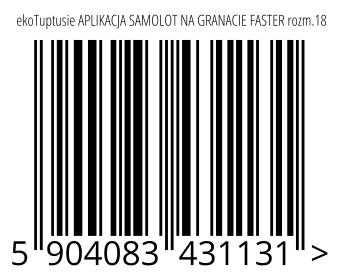 ekoTuptusie APLIKACJA SAMOLOT NA GRANACIE FASTER rozm.18
5 904083 431131 >